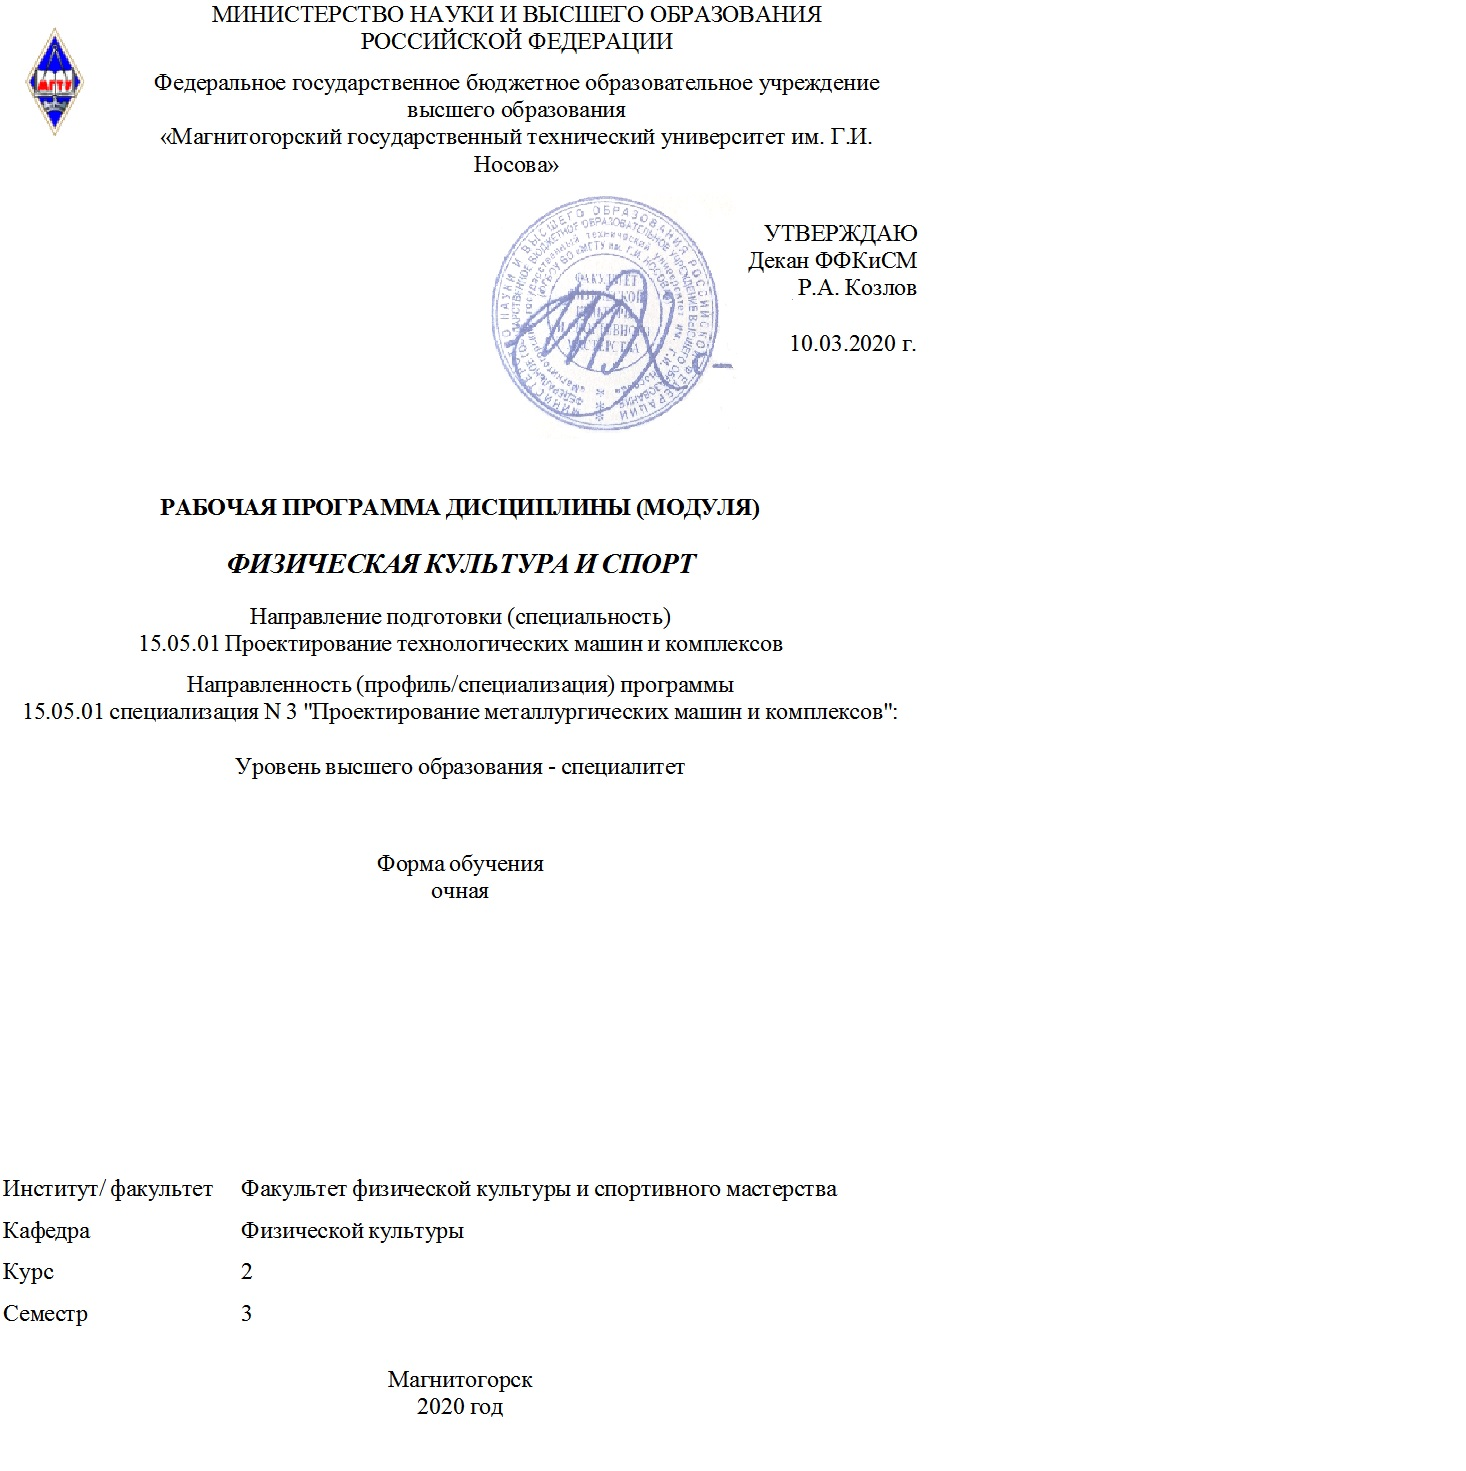 МИНИСТЕРСТВО НАУКИ И ВЫСШЕГО ОБРАЗОВАНИЯ
РОССИЙСКОЙ ФЕДЕРАЦИИ
МГТУ
Федеральное государственное бюджетное образовательное учреждение
высшего образования
«Магнитогорский государственный технический университет им. Г.И.
Носова»
УТВЕРЖДАЮ
Декан ФФКиСМ
Р.А. Козлов
10.03.2020 г.
РАБОЧАЯ ПРОГРАММА ДИСЦИПЛИНЫ (МОДУЛЯ)
ФИЗИЧЕСКАЯ КУЛЬТУРА И СПОРТ
Направление подготовки (специальность)
15.05.01 Проектирование технологических машин и комплексов
Направленность (профиль/специализация) программы
15.05.01 специализация N 3 "Проектирование металлургических машин и комплексов":
Уровень высшего образования - специалитет
Форма обучения
очная
Институт/ факультет Факультет физической культуры и спортивного мастерства
Кафедра Физической культуры
Курс 2
Семестр 3
Магнитогорск
2020 год